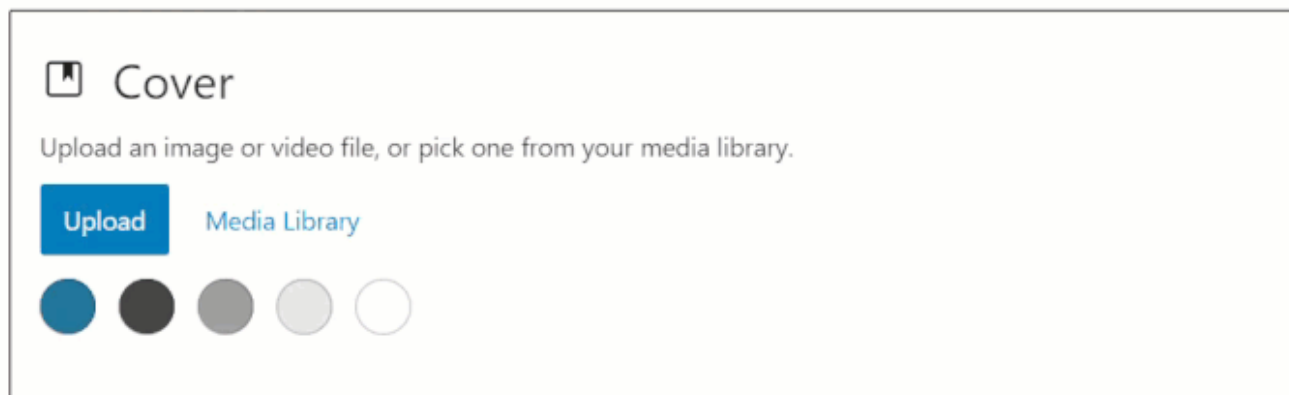 Cover
Upload an image or video file, or pick one from your media library.
Upload Media Library